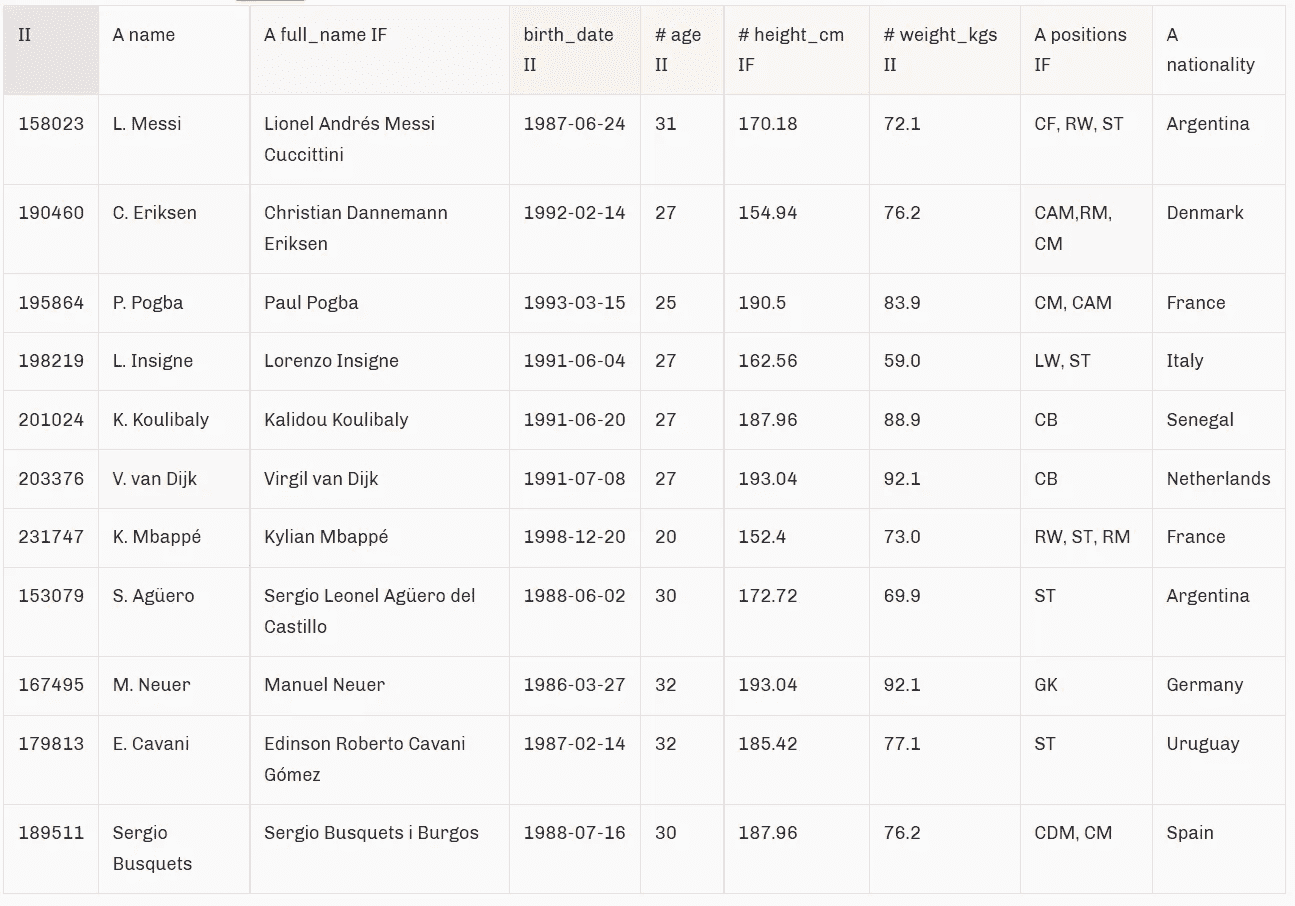 II A name A full_name IF birth_date # age # height_cm # weight_kgs A positions A
II II IF II IF nationality
158023 L. Messi Lionel Andrés Messi 1987-06-24 31 170.18 72.1 CF, RW, ST Argentina
Cuccittini
190460 C. Eriksen Christian Dannemann 1992-02-14 27 154.94 76.2 CAM,RM, Denmark
Eriksen CM
195864 P. Pogba Paul Pogba 1993-03-15 25 190.5 83.9 CM, CAM France
198219 L. Insigne Lorenzo Insigne 1991-06-04 27 162.56 59.0 LW, ST Italy
201024 K. Koulibaly Kalidou Koulibaly 1991-06-20 27 187.96 88.9 CB Senegal
203376 V. van Dijk Virgil van Dijk 1991-07-08 27 193.04 92.1 CB Netherlands
231747 K. Mbappé Kylian Mbappé 1998-12-20 20 152.4 73.0 RW, ST, RM France
153079 S. Agüero Sergio Leonel Agüero del 1988-06-02 30 172.72 69.9 ST Argentina
Castillo
167495 M. Neuer Manuel Neuer 1986-03-27 32 193.04 92.1 GK Germany
179813 E. Cavani Edinson Roberto Cavani 1987-02-14 32 185.42 77.1 ST Uruguay
Gómez
189511 Sergio Sergio Busquets i Burgos 1988-07-16 30 187.96 76.2 CDM, CM Spain
Busquets